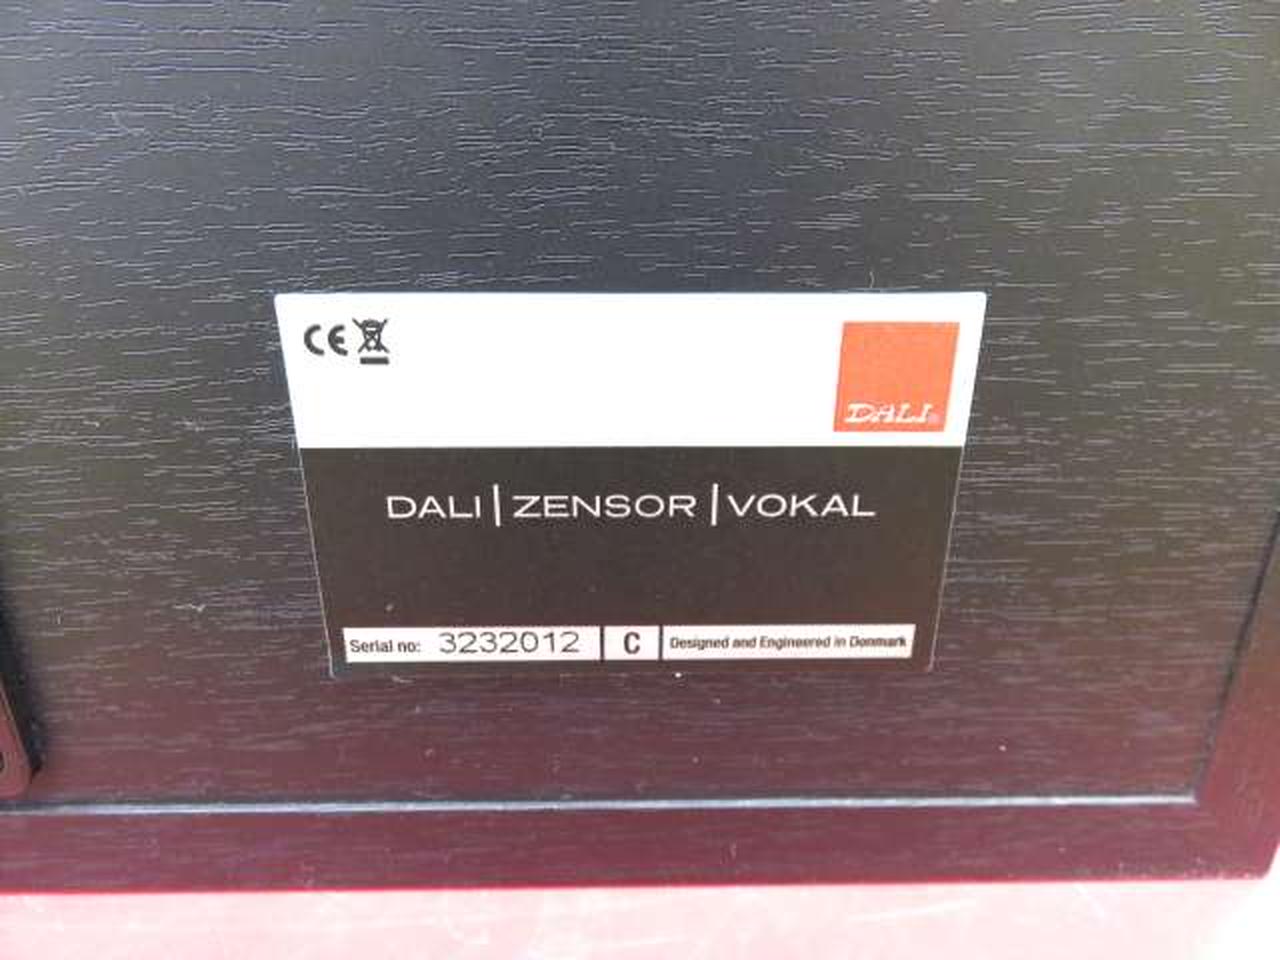 CE
DALI
DALI|ZENSOR|VOKAL
Serial no: 3232012 C Designed and Engineered in Denmark